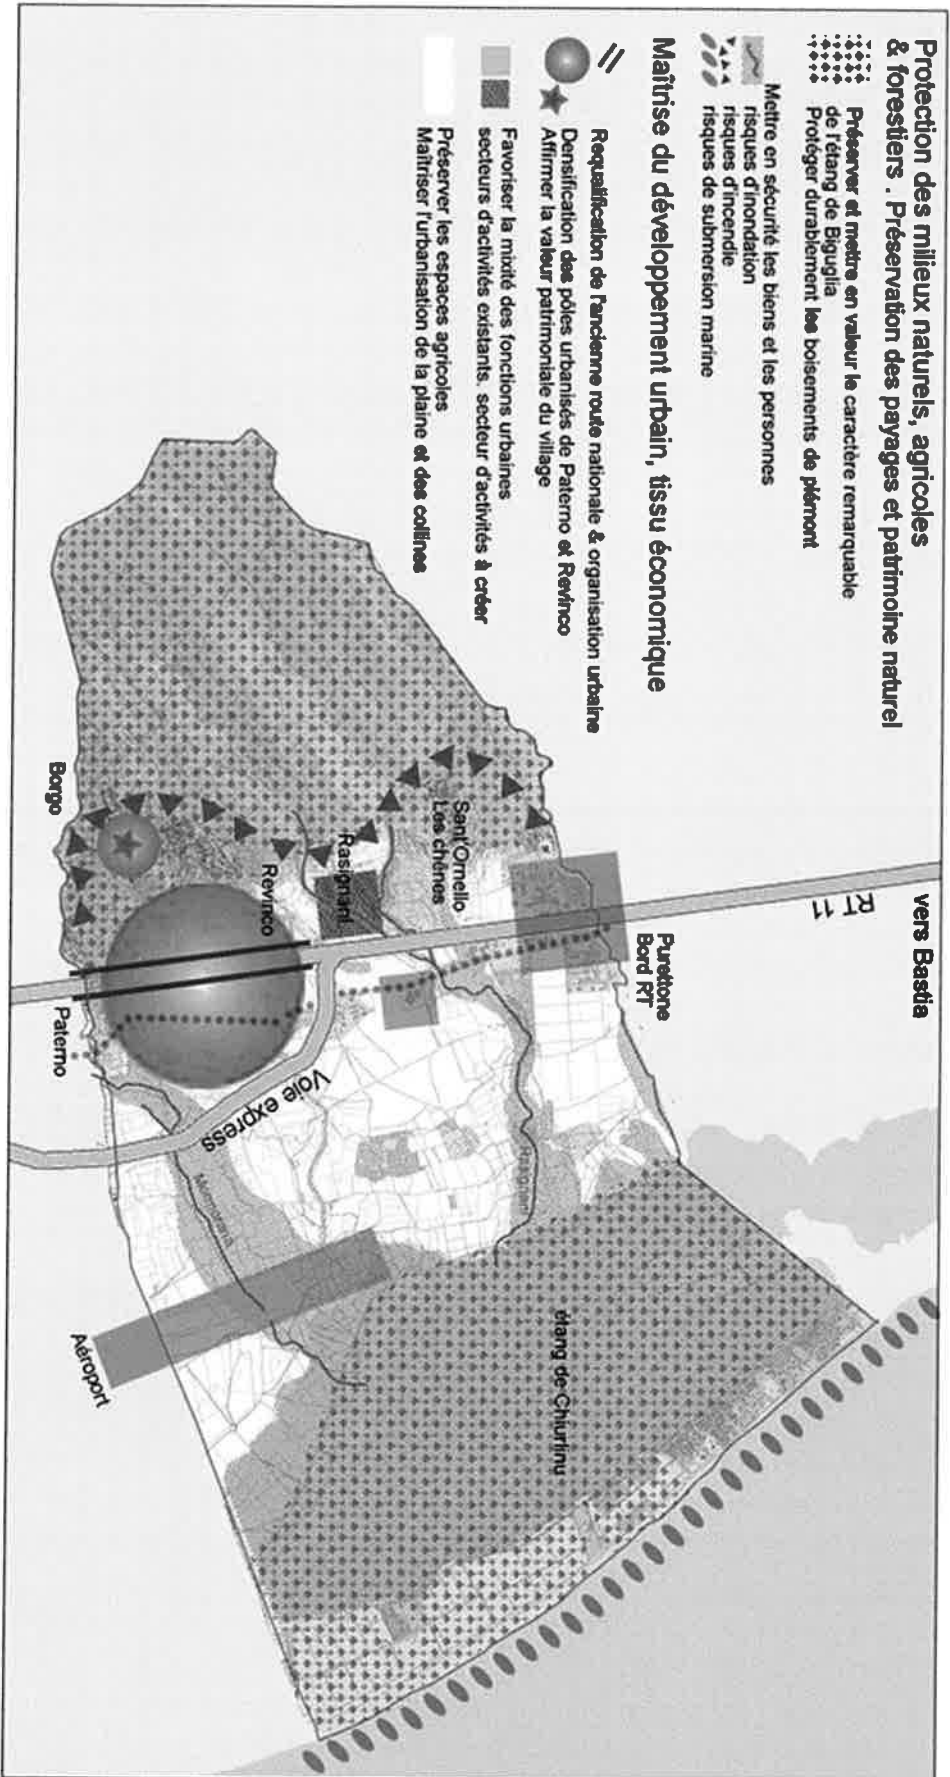 Protection des milieux naturels, agricoles
& forestiers . Préservation des payages et patrimoine naturel
Préserver et mettre en valeur le caractère remarquable
de l'étang de Biguglia
Protéger durablement les boisements de piémont
Mettre en sécurité les biens et les personnes
risques d'inondation
risques d'incendie
risques de submersion marine
Maîtrise du développement urbain, tissu économique
Requalification de l'ancienne route nationale & organisation urbaine
Densification des pôles urbanisés de Paterno et Revinco
Affirmer la valeur patrimoniale du village
Favoriser la mixité des fonctions urbaines
secteurs d'activités existants. secteur d'activités à créer
Préserver les espaces agricoles
Maîtriser l'urbanisation de la plaine et des collines
vers Bastia
RT 11
Purettone
Bord RT
Sant'Ornello
Les chênes
Rasignani
Revinco
Borgo
Paterno
Voie express
Rasignani
Aéroport
étang de Chiurlinu